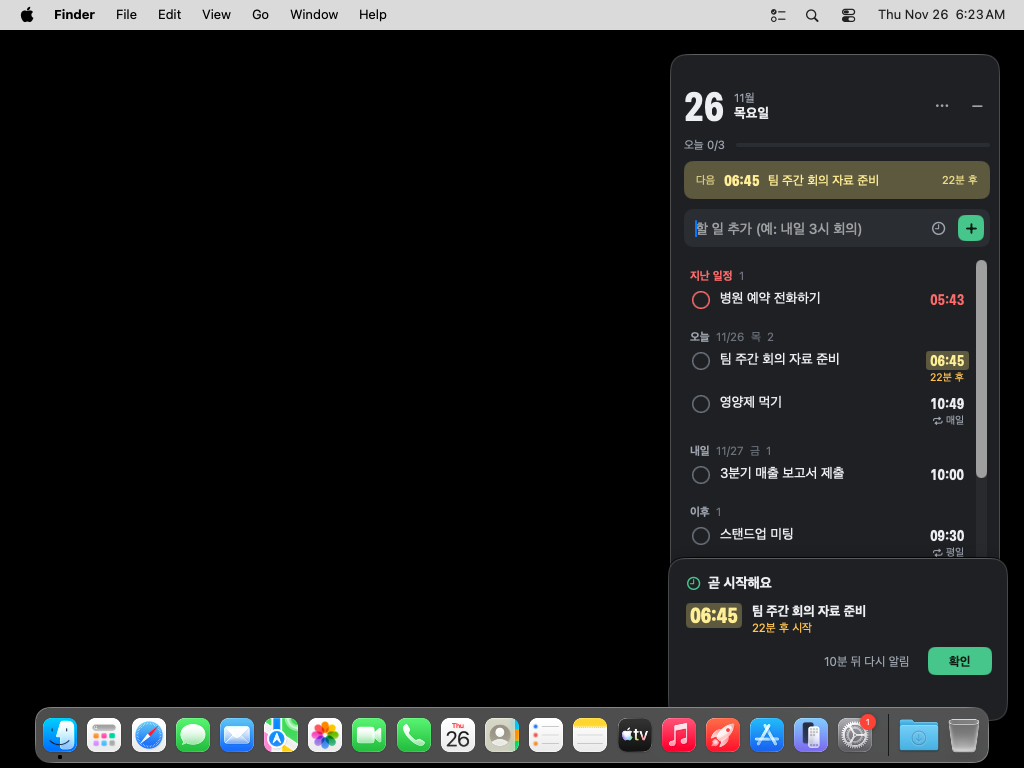 Finder File Edit View Go Window Help Thu Nov 26 6:23 AM
26
11월
목요일
오늘 0/3
다음 06:45 팀 주간 회의 자료 준비 22분 후
할 일 추가 (예: 내일 3시 회의)
지난 일정 1
병원 예약 전화하기 05:43
오늘 11/26 목 2
팀 주간 회의 자료 준비 06:45
22분 후
영양제 먹기 10:49
매일
내일 11/27 금 1
3분기 매출 보고서 제출 10:00
이후 1
스탠드업 미팅 09:30
평일
곧 시작해요
06:45 팀 주간 회의 자료 준비
22분 후 시작
10분 뒤 다시 알림 확인
Thu
26
tv
1